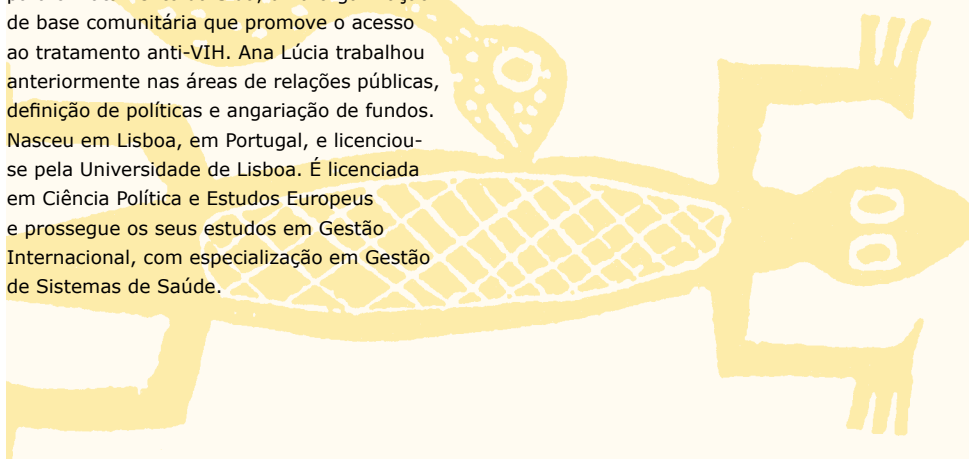 de base comunitária que promove o acesso
ao tratamento anti-VIH. Ana Lúcia trabalhou
anteriormente nas áreas de relações públicas,
definição de políticas e angariação de fundos.
Nasceu em Lisboa, em Portugal, e licenciou-
se pela Universidade de Lisboa. É licenciada
em Ciência Política e Estudos Europeus
e prossegue os seus estudos em Gestão
Internacional, com especialização em Gestão
de Sistemas de Saúde.